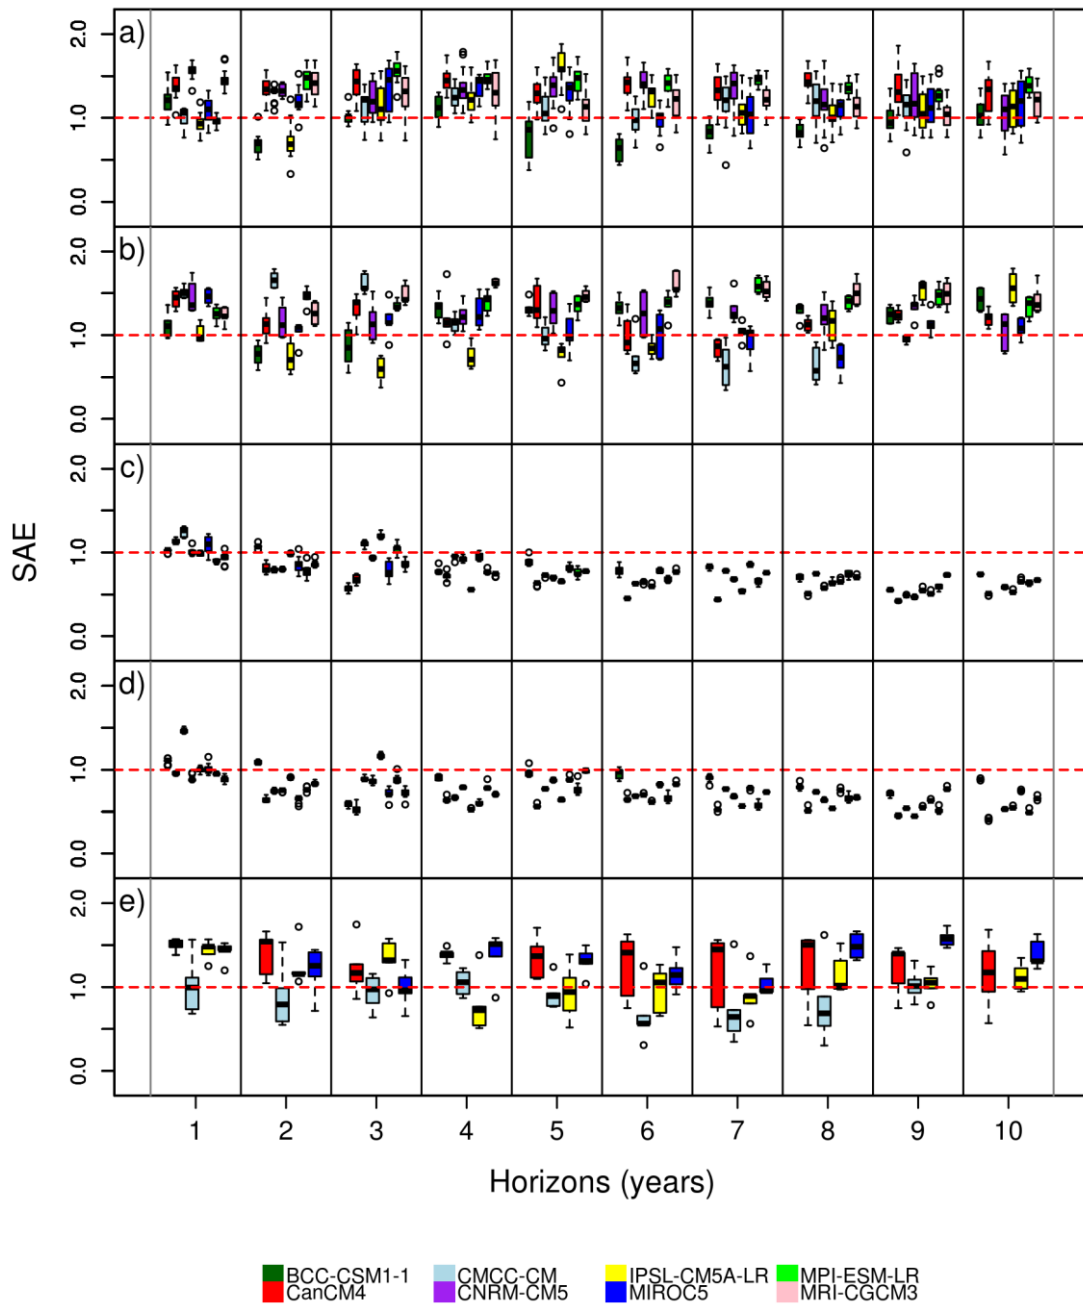 a)
2.0
1.0
0.0
b)
2.0
1.0
0.0
c)
2.0
1.0
0.0
d)
2.0
1.0
0.0
e)
2.0
1.0
0.0
SAE
1 2 3 4 5 6 7 8 9 10
Horizons (years)
BCC-CSM1-1 CMCC-CM IPSL-CM5A-LR MPI-ESM-LR
CanCM4 CNRM-CM5 MIROC5 MRI-CGCM3